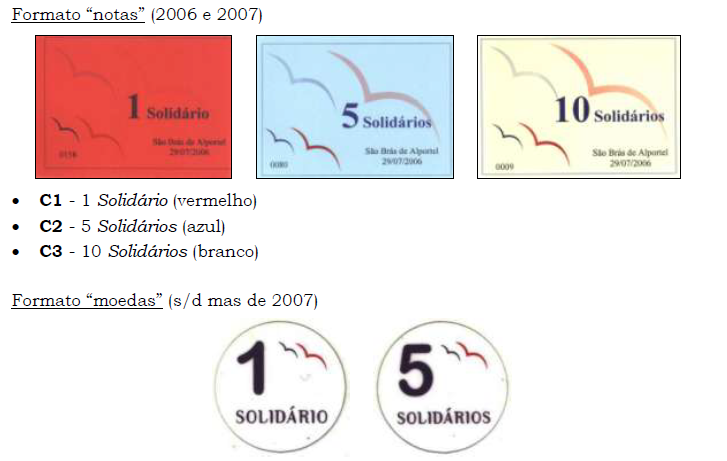 Formato “notas” (2006 e 2007)
1 Solidário
São Brás de Alportel
29/07/2006
0156
5 Solidários
São Brás de Alportel
29/07/2006
0080
10 Solidários
São Brás de Alportel
29/07/2006
0009
• C1 - 1 Solidário (vermelho)
• C2 - 5 Solidários (azul)
• C3 - 10 Solidários (branco)
Formato “moedas” (s/d mas de 2007)
1
SOLIDÁRIO
5
SOLIDÁRIOS